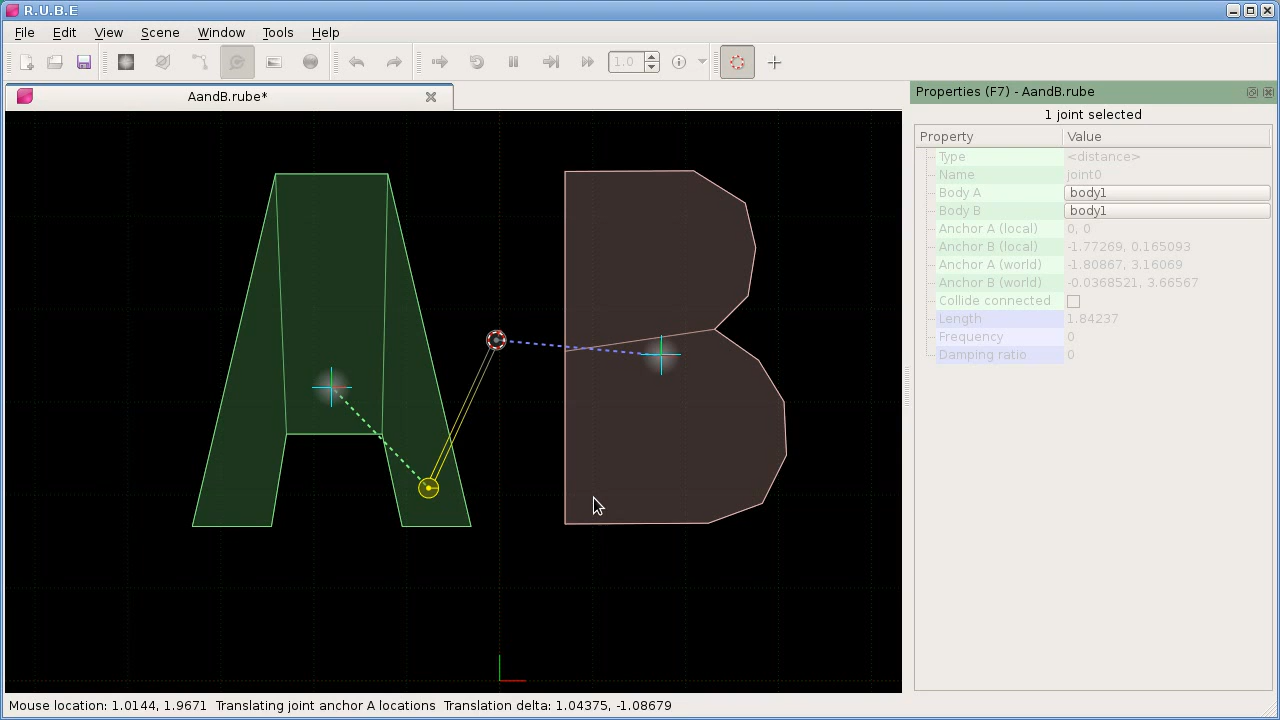 R.U.B.E
File Edit View Scene Window Tools Help
1.0
AandB.rube*
Properties (F7) - AandB.rube
1 joint selected
Property Value
Type <distance>
Name joint0
Body A body1
Body B body1
Anchor A (local) 0, 0
Anchor B (local) -1.77269, 0.165093
Anchor A (world) -1.80867, 3.16069
Anchor B (world) -0.0368521, 3.66567
Collide connected
Length 1.84237
Frequency 0
Damping ratio 0
Mouse location: 1.0144, 1.9671 Translating joint anchor A locations Translation delta: 1.04375, -1.08679